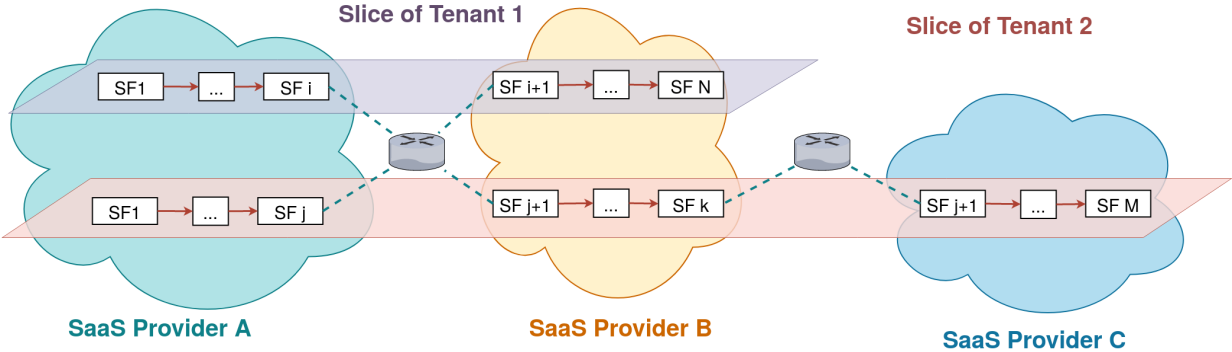 Slice of Tenant 1
Slice of Tenant 2
SF1 ... SF i SF i+1 ... SF N
SF1 ... SF j SF j+1 ... SF k SF j+1 ... SF M
SaaS Provider A
SaaS Provider B
SaaS Provider C